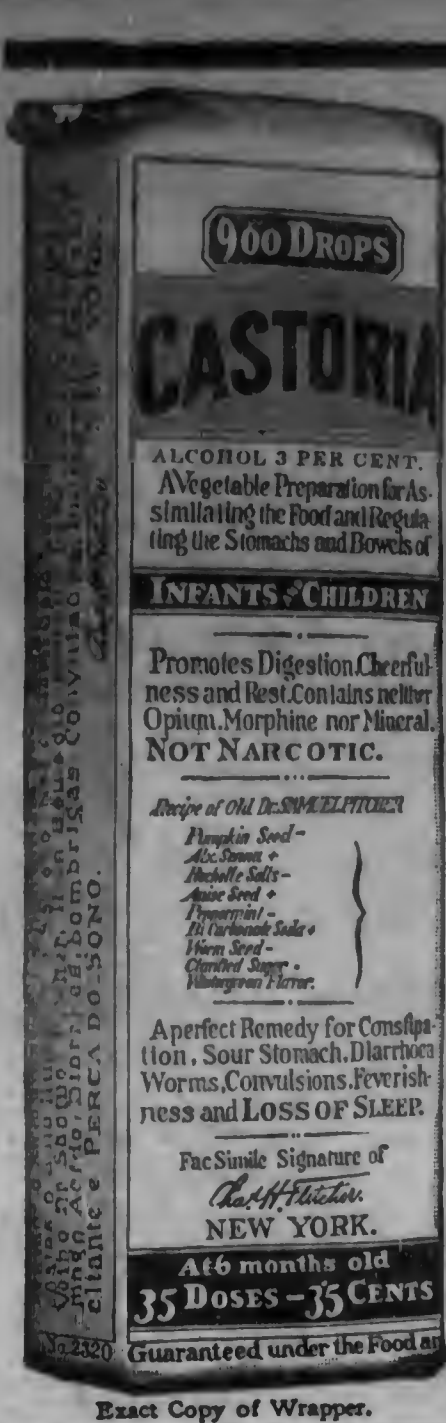 900 DROPS
CASTORIA
ALCOHOL 3 PER CENT.
A Vegetable Preparation for As-
similating the Food and Regula
ting the Stomachs and Bowels of
INFANTS AND CHILDREN
Promotes Digestion.Cheerful-
ness and Rest.Contains neither
Opium.Morphine nor Mineral.
NOT NARCOTIC.
Recipe of Old Dr. SAMUEL PITCHER
Pumpkin Seed -
Alx. Senna +
Rochelle Salts -
Anise Seed +
Peppermint -
Bi Carbonate Soda +
Worm Seed -
Clarified Sugar .
Wintergreen Flavor.
A perfect Remedy for Constipa-
tion, Sour Stomach, Diarrhoea
Worms, Convulsions, Feverish-
ness and LOSS OF SLEEP.
Fac Simile Signature of
Chas. H. Fletcher.
NEW YORK.
At 6 months old
35 DOSES - 35 CENTS
Guaranteed under the Food an
eitante e PERCA DO-SONO.
No. 2320
Exact Copy of Wrapper.